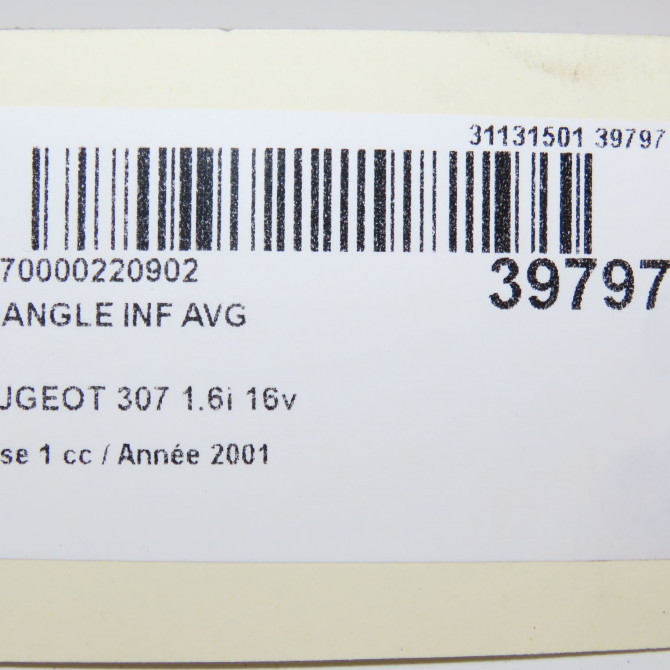 31131501 39797
70000220902
39797
ANGLE INF AVG
UGEOT 307 1.6i 16v
se 1 cc / Année 2001